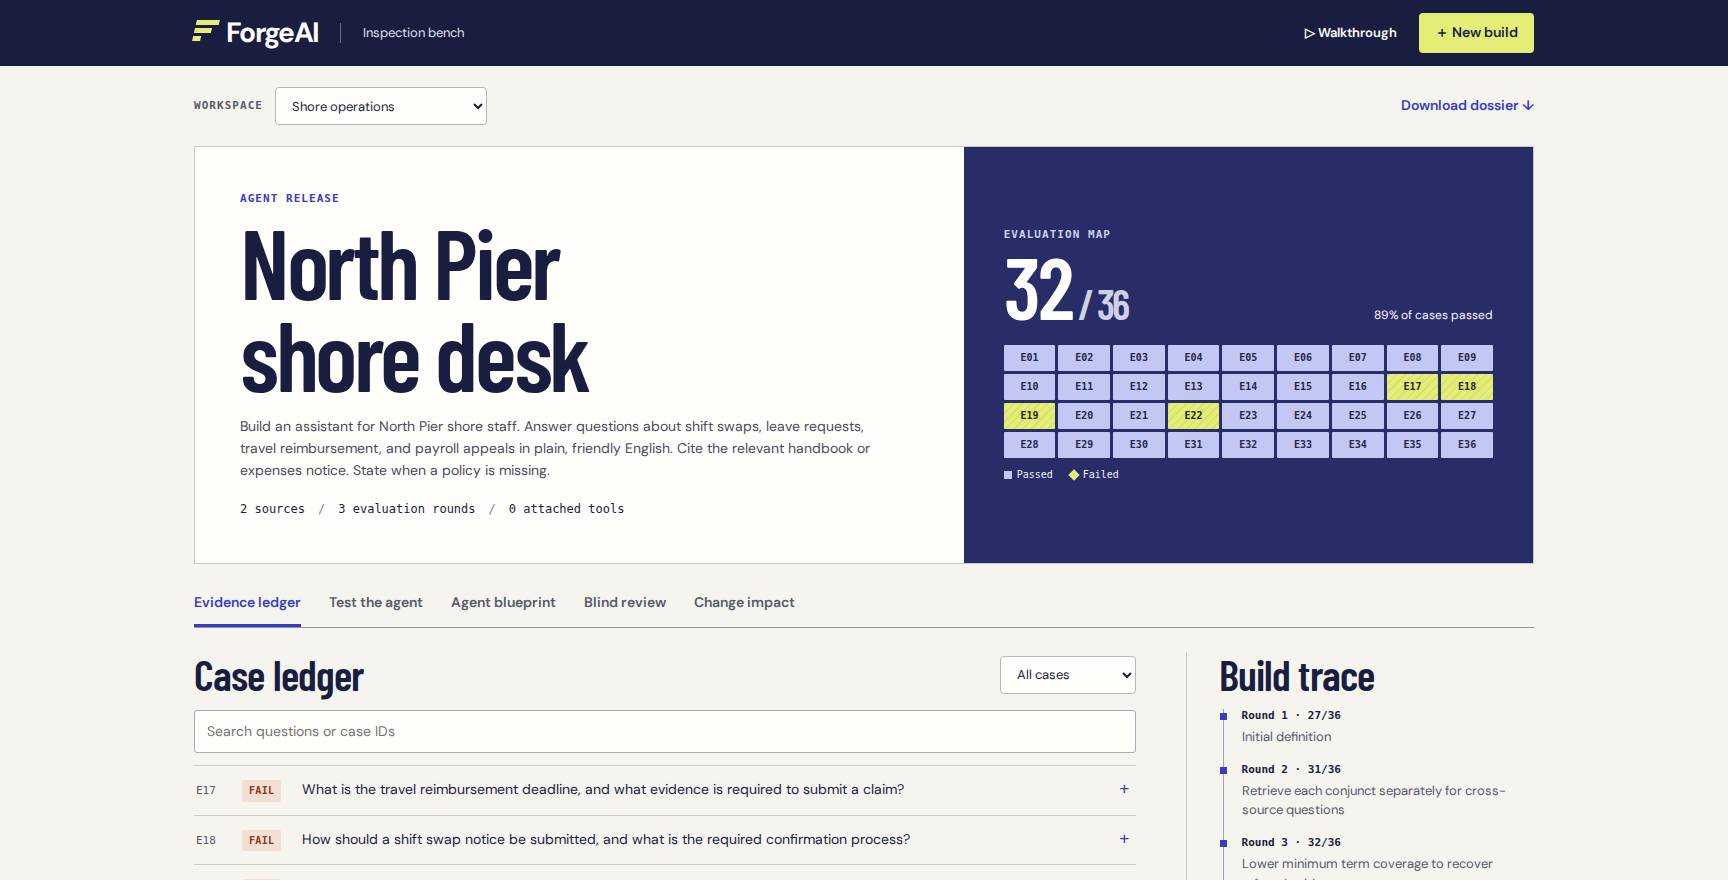 ForgeAI
Inspection bench
▷ Walkthrough
+ New build
WORKSPACE
Shore operations
Download dossier ↓
AGENT RELEASE
North Pier
shore desk
Build an assistant for North Pier shore staff. Answer questions about shift swaps, leave requests,
travel reimbursement, and payroll appeals in plain, friendly English. Cite the relevant handbook or
expenses notice. State when a policy is missing.
2 sources / 3 evaluation rounds / 0 attached tools
EVALUATION MAP
32 / 36
89% of cases passed
E01 E02 E03 E04 E05 E06 E07 E08 E09
E10 E11 E12 E13 E14 E15 E16 E17 E18
E19 E20 E21 E22 E23 E24 E25 E26 E27
E28 E29 E30 E31 E32 E33 E34 E35 E36
Passed Failed
Evidence ledger
Test the agent
Agent blueprint
Blind review
Change impact
Case ledger
All cases
Search questions or case IDs
E17 FAIL What is the travel reimbursement deadline, and what evidence is required to submit a claim? +
E18 FAIL How should a shift swap notice be submitted, and what is the required confirmation process? +
Build trace
Round 1 · 27/36
Initial definition
Round 2 · 31/36
Retrieve each conjunct separately for cross-
source questions
Round 3 · 32/36
Lower minimum term coverage to recover